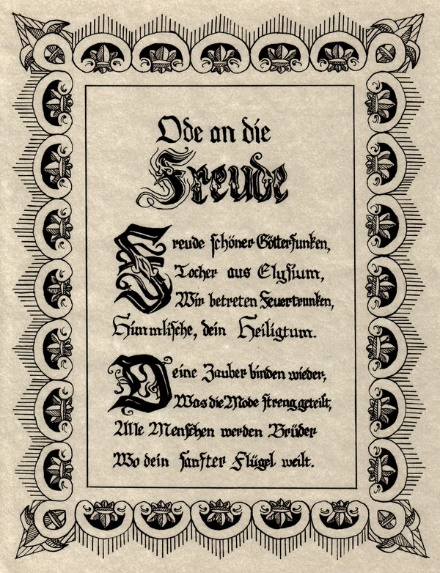 Ode an die
Freude
Freude schöner Götterfunken,
Tocher aus Elysium,
Wir betreten Feuertrunken,
Himmlische, dein Heiligtum.
Deine Zauber binden wieder,
Was die Mode streng geteilt,
Alle Menschen werden Brüder
Wo dein sanfter Flügel weilt.